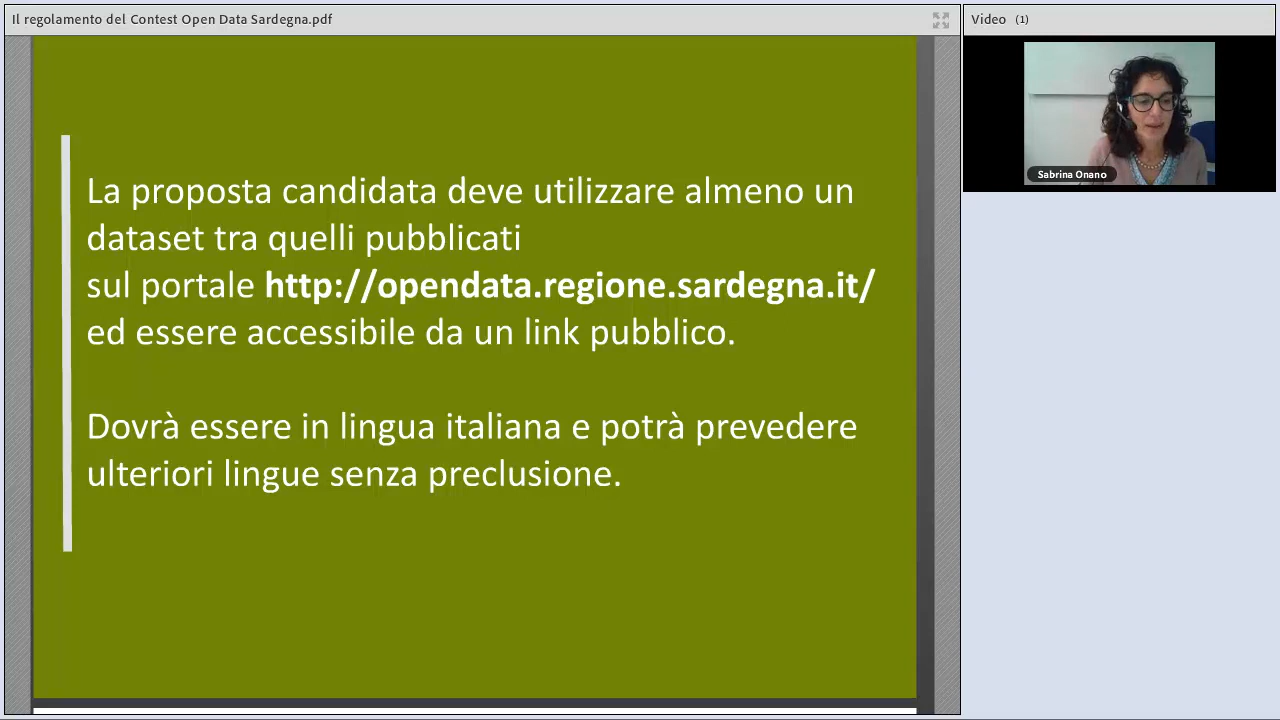 Il regolamento del Contest Open Data Sardegna.pdf
Video (1)
La proposta candidata deve utilizzare almeno un
dataset tra quelli pubblicati
sul portale http://opendata.regione.sardegna.it/
ed essere accessibile da un link pubblico.
Dovrà essere in lingua italiana e potrà prevedere
ulteriori lingue senza preclusione.
Sabrina Onano